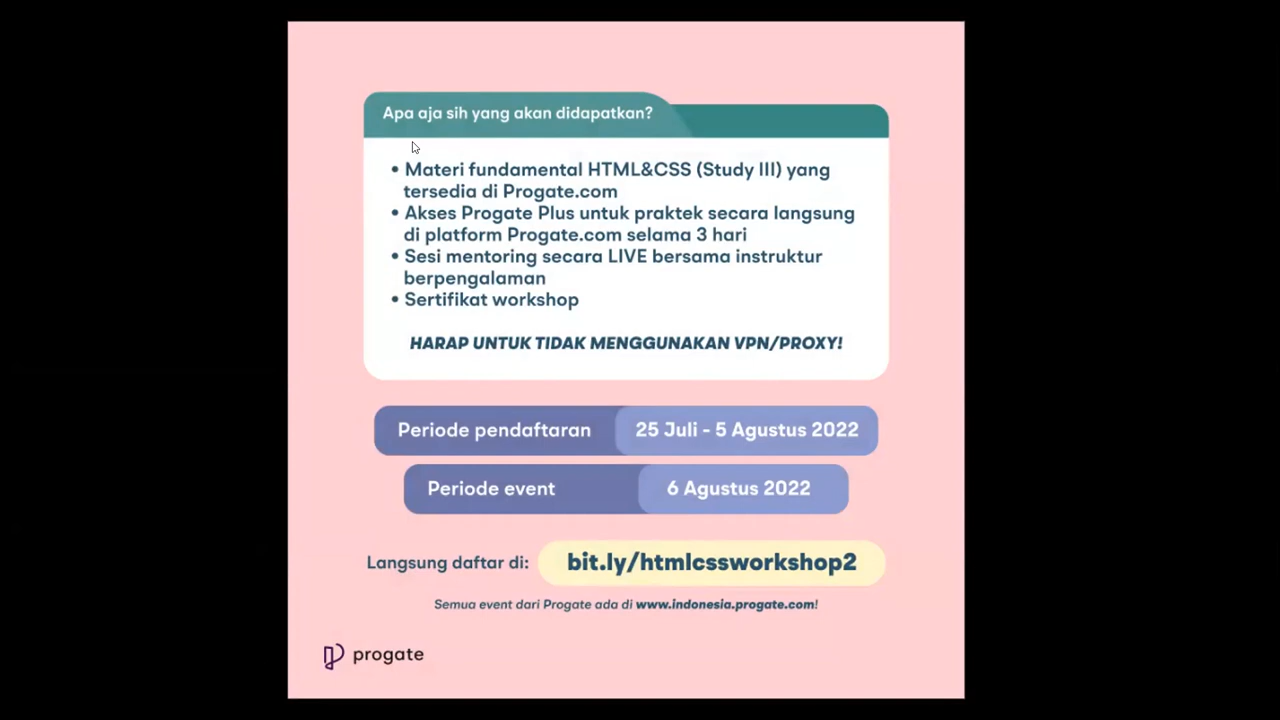 Apa aja sih yang akan didapatkan?
• Materi fundamental HTML&CSS (Study III) yang
tersedia di Progate.com
• Akses Progate Plus untuk praktek secara langsung
di platform Progate.com selama 3 hari
• Sesi mentoring secara LIVE bersama instruktur
berpengalaman
• Sertifikat workshop
HARAP UNTUK TIDAK MENGGUNAKAN VPN/PROXY!
Periode pendaftaran 25 Juli - 5 Agustus 2022
Periode event 6 Agustus 2022
Langsung daftar di: bit.ly/htmlcssworkshop2
Semua event dari Progate ada di www.indonesia.progate.com!
progate